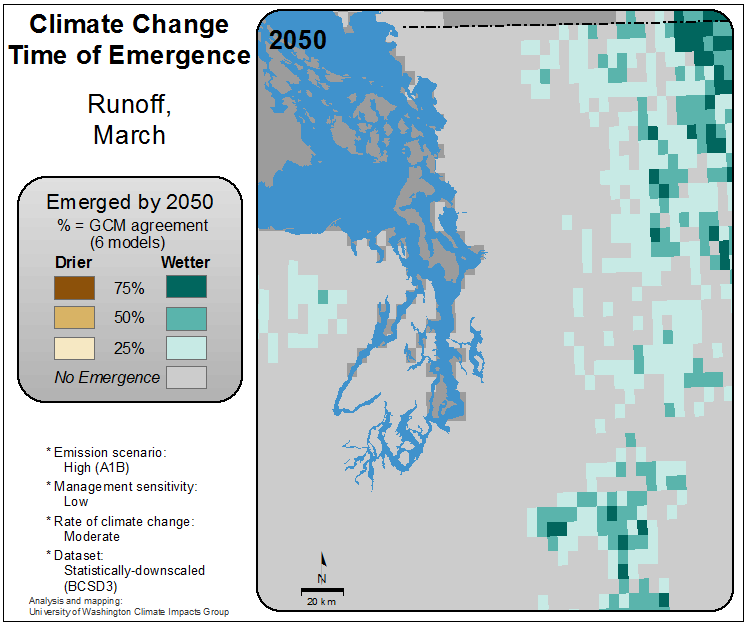 Climate Change
Time of Emergence
Runoff,
March
Emerged by 2050
% = GCM agreement
(6 models)
Drier Wetter
75%
50%
25%
No Emergence
* Emission scenario:
High (A1B)
* Management sensitivity:
Low
* Rate of climate change:
Moderate
* Dataset:
Statistically-downscaled
(BCSD3)
Analysis and mapping:
University of Washington Climate Impacts Group
2050
N
20 km